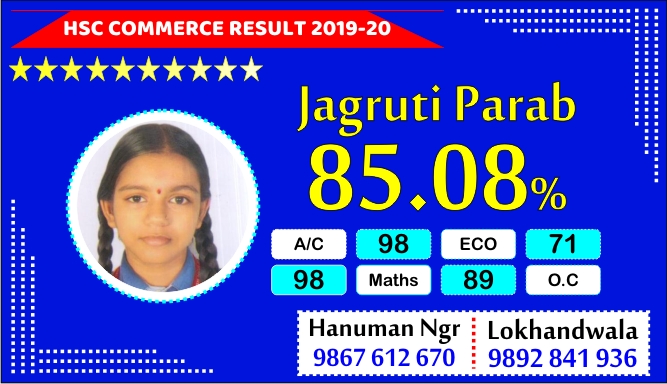 HSC COMMERCE RESULT 2019-20
Jagruti Parab
85.08%
A/C 98 ECO 71
98 Maths 89 O.C
Hanuman Ngr Lokhandwala
9867 612 670 9892 841 936